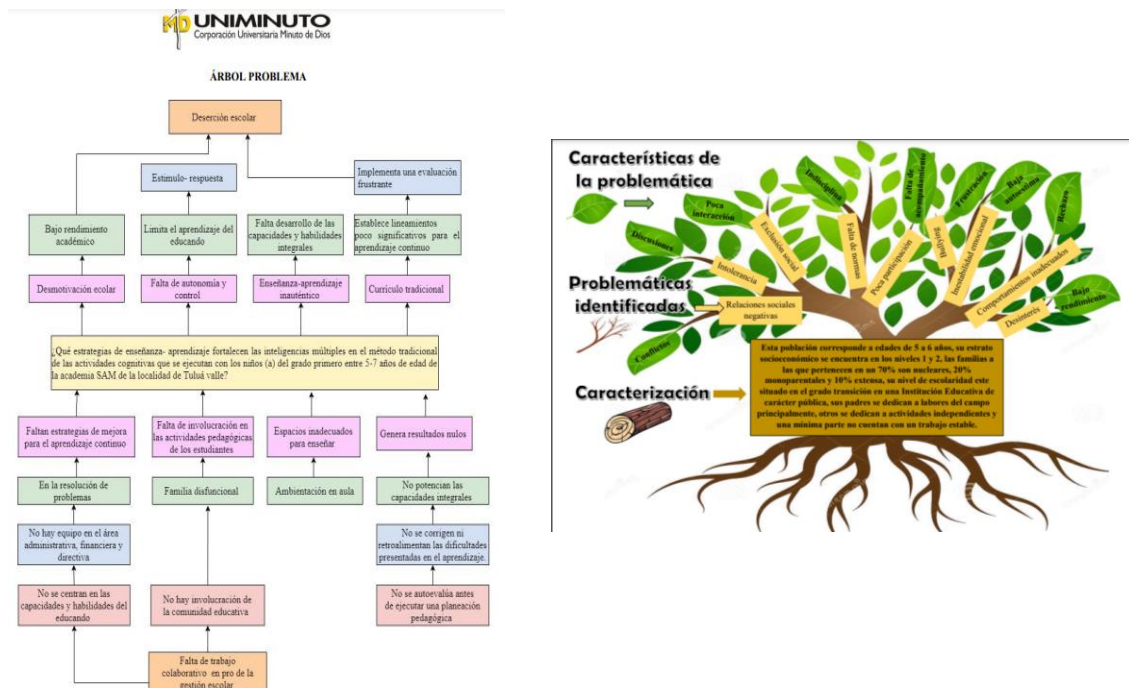 MD UNIMINUTO
Corporación Universitaria Minuto de Dios
ÁRBOL PROBLEMA
Deserción escolar
Estimulo- respuesta
Implementa una evaluación
frustrante
Bajo rendimiento
académico
Limita el aprendizaje del
educando
Falta desarrollo de las
capacidades y habilidades
integrales
Establece lineamientos
poco significativos para el
aprendizaje continuo
Desmotivación ecolar
Falta de autonomía y
control
Enseñanza-aprendizaje
inauténtico
Currículo tradicional
¿Qué estrategias de enseñanza- aprendizaje fortalecen las inteligencias múltiples en el método tradicional
de las actividades cognitivas que se ejecutan con los niños (a) del grado primero entre 5-7 años de edad de
la academia SAM de la localidad de Tuluá valle?
Faltan estrategias de mejora
para el aprendizaje continuo
Falta de involucración en
las actividades pedagógicas
de los estudiantes
Espacios inadecuados
para enseñar
Genera resultados nulos
En la resolución de
problemas
Familia disfuncional
Ambientación en aula
No potencian las
capacidades integrales
No hay equipo en el área
administrativa, financiera y
directiva
No se corrigen ni
retroalimentan las dificultades
presentadas en el aprendizaje.
No se centran en las
capacidades y habilidades del
educando
No hay involucración de
la comunidad educativa
No se autoevalúa antes
de ejecutar una planeación
pedagógica
Falta de trabajo
colaborativo en pro de la
gestión escolar
Características de
la problemática
Problemáticas
identificadas
Caracterización
Conflictos
Discusiones
Poca
interacción
Indisciplina
Falta de
acompañamiento
Frustración
Baja
autoestima
Rechazo
Bajo
rendimiento
Relaciones sociales
negativas
Intolerancia
Exclusión social
Falta de normas
Poca participación
Bullying
Inestabilidad emocional
Comportamientos inadecuados
Desinterés
Esta población corresponde a edades de 5 a 6 años, su estrato
socioeconómico se encuentra en los niveles 1 y 2, las familias a
las que pertenecen en un 70% son nucleares, 20%
monoparentales y 10% extensa, su nivel de escolaridad este
situado en el grado transición en una Institución Educativa de
carácter pública, sus padres se dedican a labores del campo
principalmente, otros se dedican a actividades independientes y
una mínima parte no cuentan con un trabajo estable.